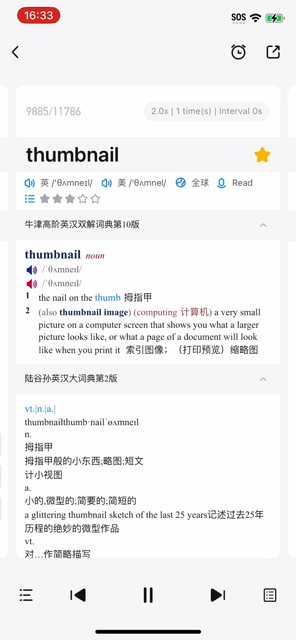 16:33
SOS
9885/11786
2.0x | 1 time(s) | Interval 0s
thumbnail
英 /'θʌmneɪl/ 美 /'θʌmnel/ 全球 Read
牛津高阶英汉双解词典第10版
thumbnail noun
/ˈθʌmneɪl/
/ˈθʌmneɪl/
1 the nail on the thumb 拇指甲
2 (also thumbnail image) (computing 计算机) a very small
picture on a computer screen that shows you what a larger
picture looks like, or what a page of a document will look
like when you print it 索引图像；（打印预览）缩略图
陆谷孙英汉大词典第2版
vt.|n.|a.|
thumbnailthumb·nailˈθʌmneɪl
n.
拇指甲
拇指甲般的小东西;略图;短文
计小视图
a.
小的,微型的;简要的;简短的
a glittering thumbnail sketch of the last 25 years记述过去25年
历程的绝妙的微型作品
vt.
对…作简略描写